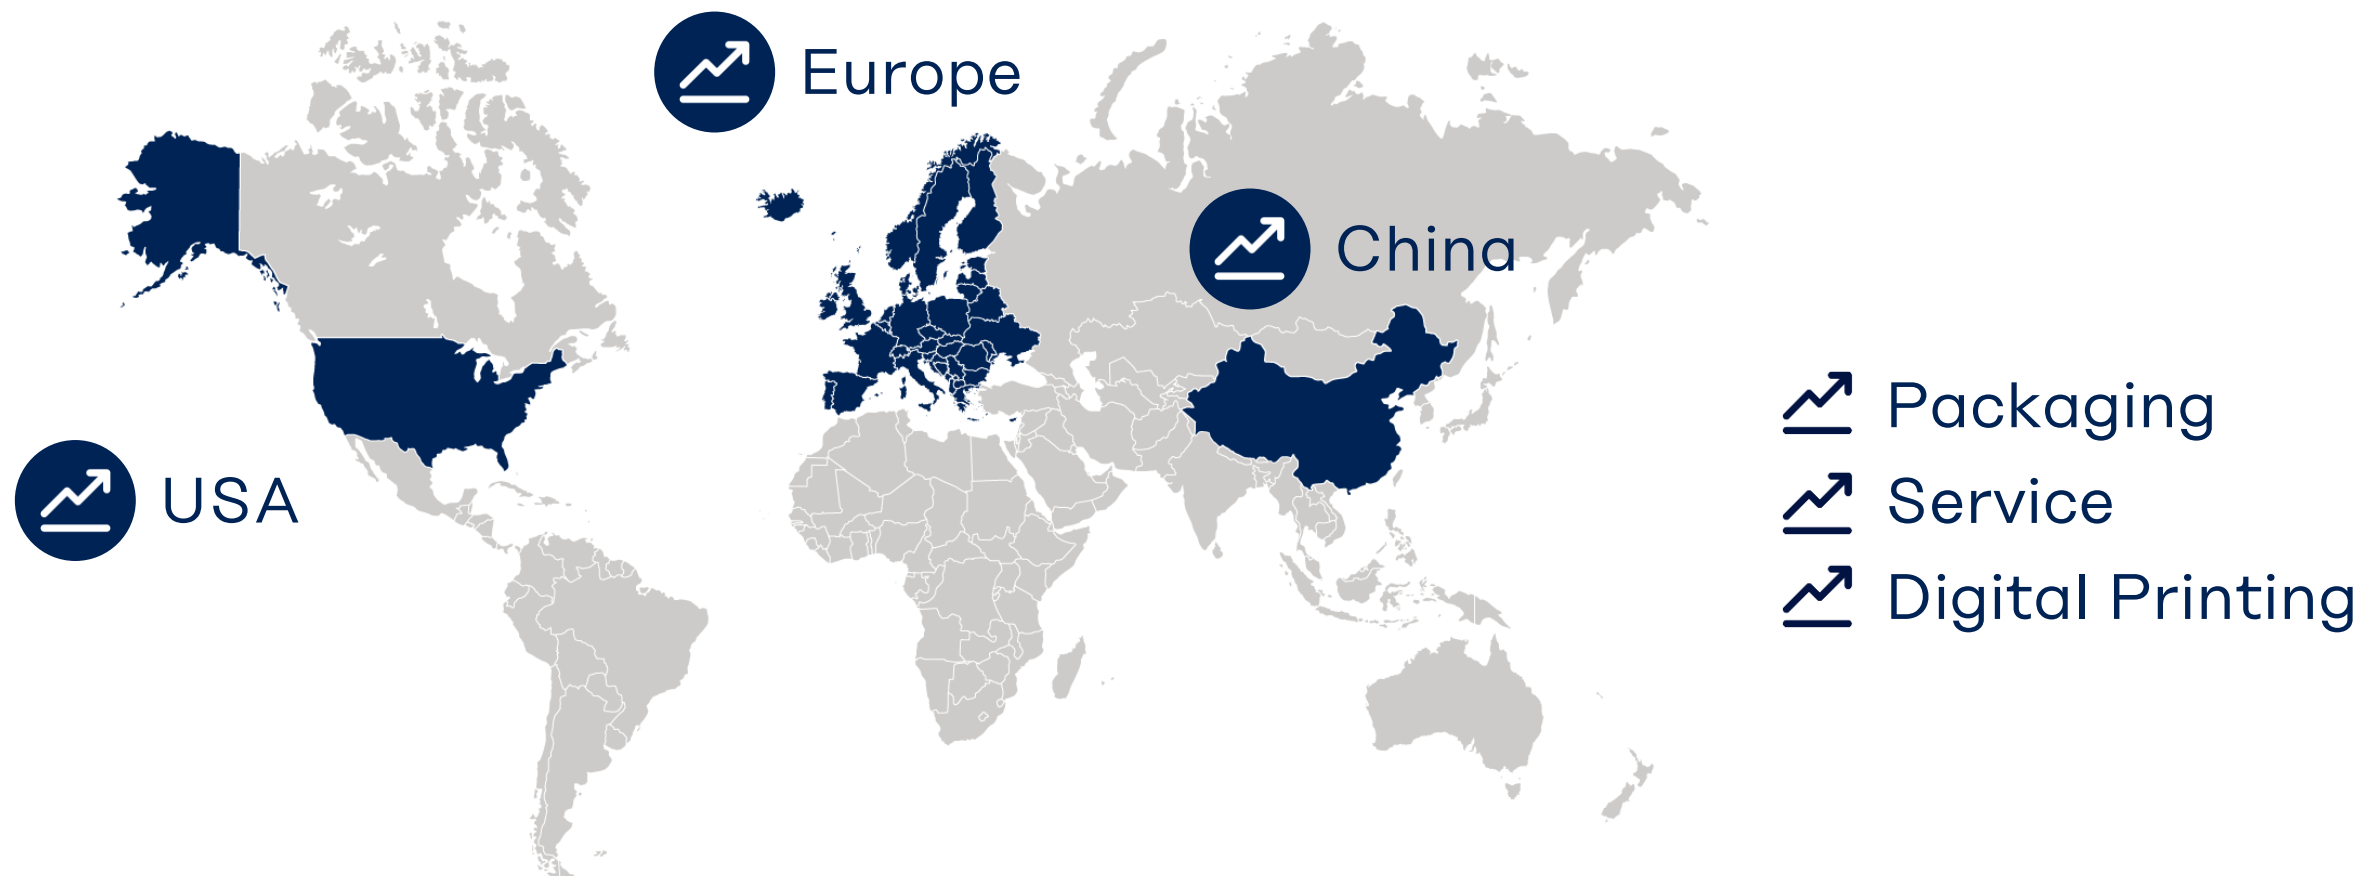 Europe
China
USA
Packaging
Service
Digital Printing